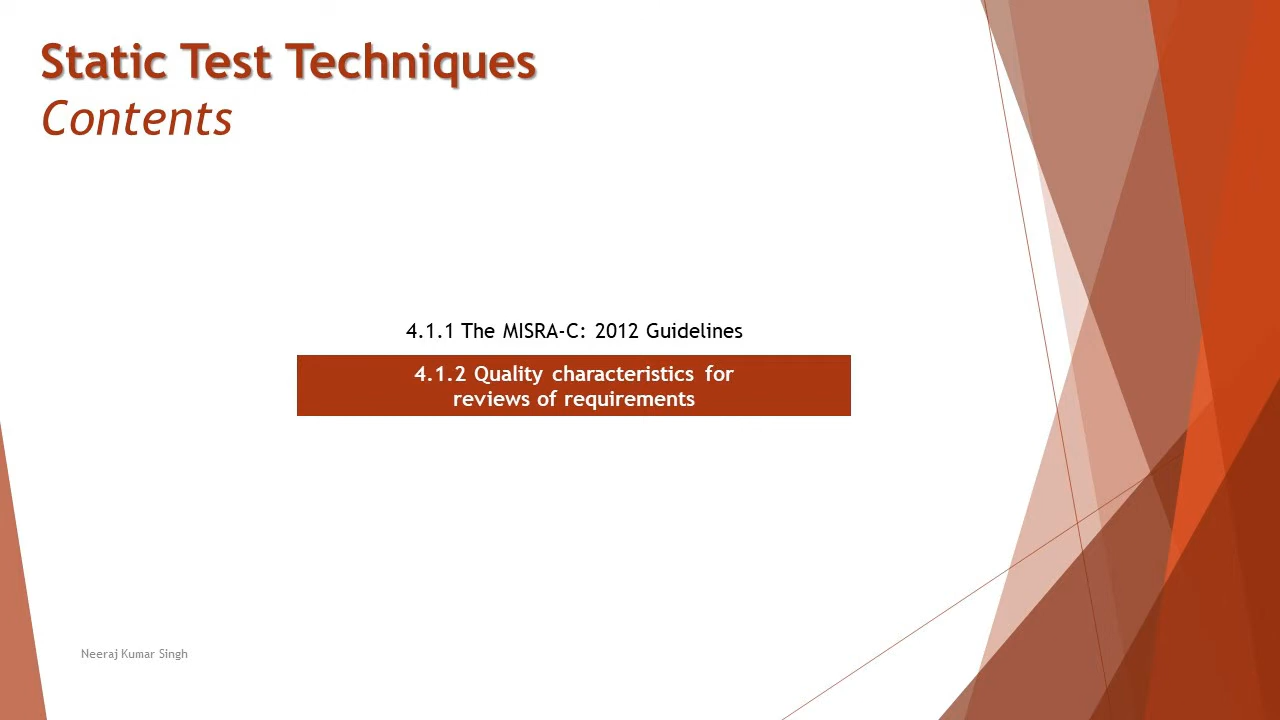 Static Test Techniques
Contents
4.1.1 The MISRA-C: 2012 Guidelines
4.1.2 Quality characteristics for
reviews of requirements
Neeraj Kumar Singh